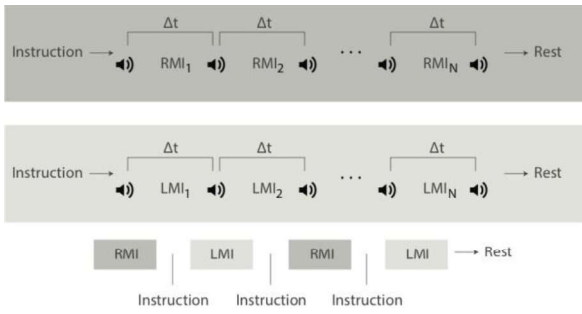 Δt Δt Δt
Instruction → RMI1 RMI2 ... RMIN → Rest
Δt Δt Δt
Instruction → LMI1 LMI2 ... LMIN → Rest
RMI LMI RMI LMI → Rest
Instruction Instruction Instruction